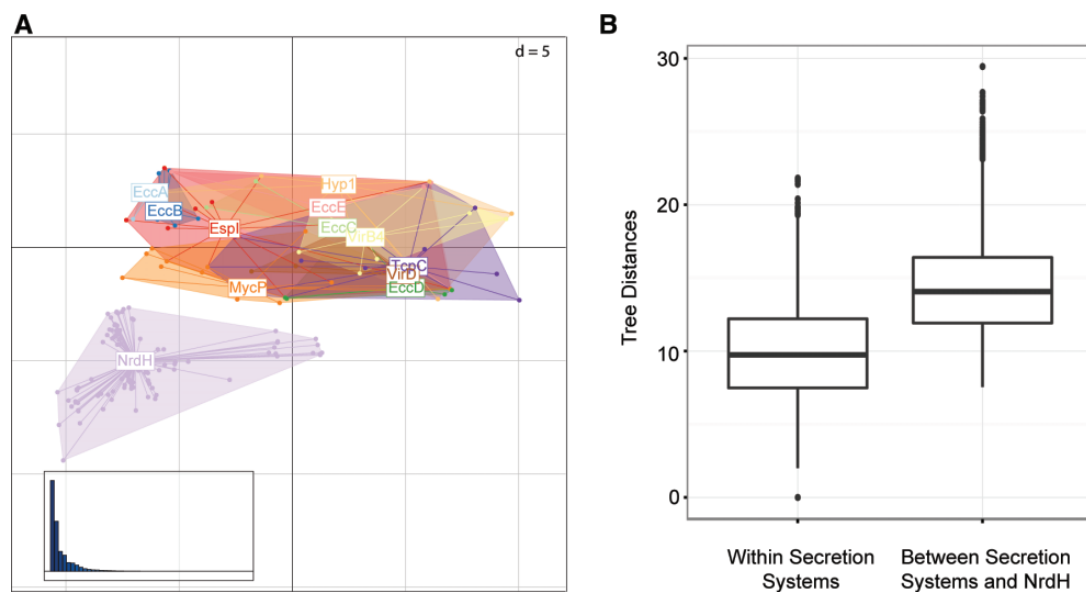 A
d = 5
Hyp1
EccA
EccE
EccB
EccC
EspI
VirB4
TcpC
VirD
MycP
EccD
NrdH
B
30
20
10
0
Tree Distances
Within Secretion
Systems
Between Secretion
Systems and NrdH